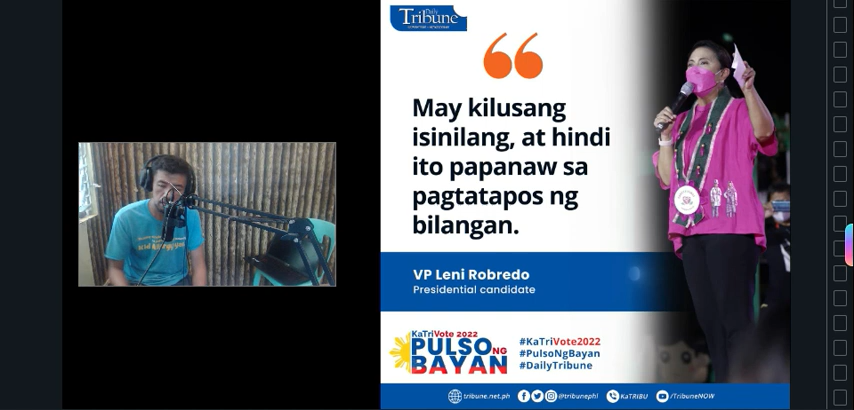 Daily
Tribune
May kilusang
isinilang, at hindi
ito papanaw sa
pagtatapos ng
bilangan.
VP Leni Robredo
Presidential candidate
KaTriVote 2022
PULSO NG
BAYAN
#KaTriVote2022
#PulsoNgBayan
#DailyTribune
tribune.net.ph
@tribunephl
KaTRIBU
/TribuneNOW